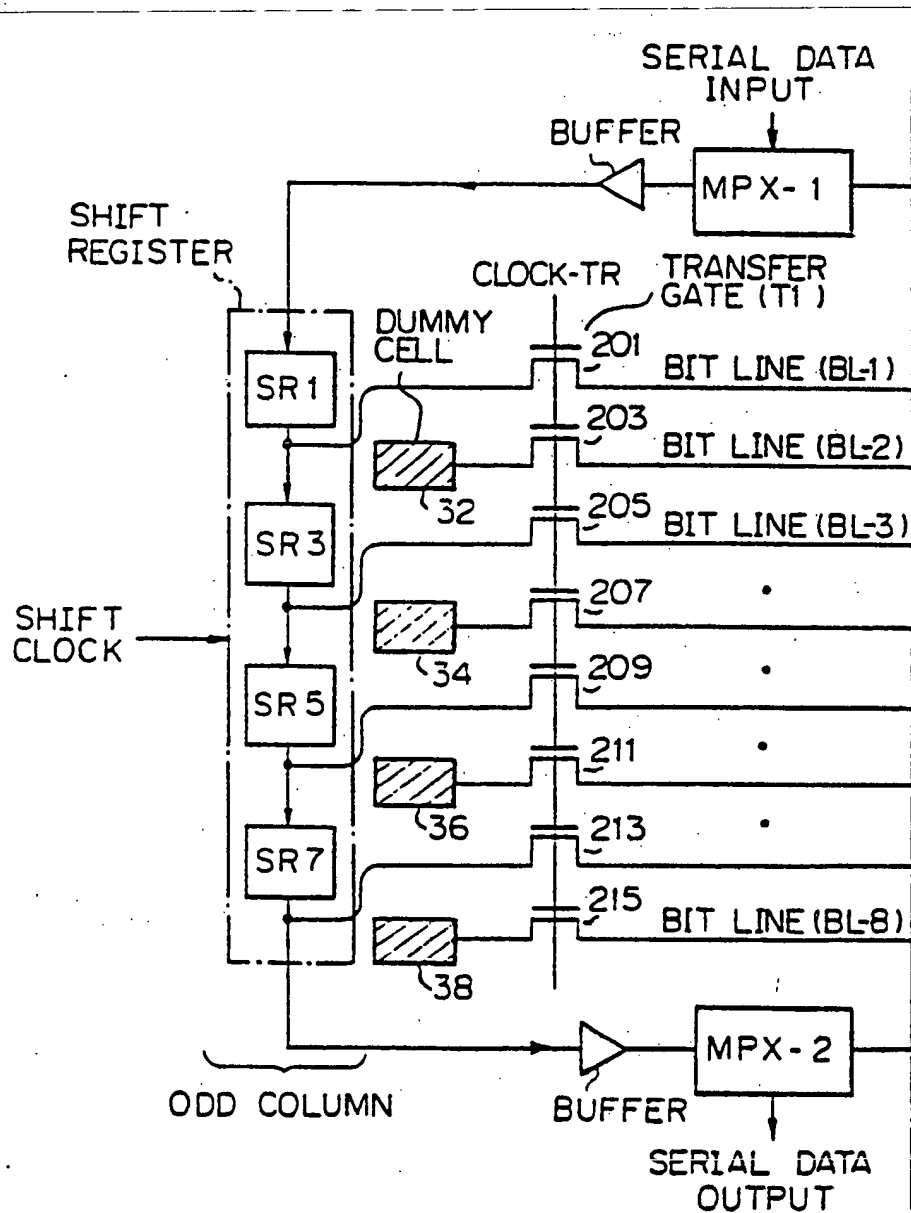 SERIAL DATA
INPUT
BUFFER
MPX-1
SHIFT
REGISTER
CLOCK-TR
TRANSFER
GATE (T1)
DUMMY
CELL
201
SR1
BIT LINE (BL-1)
203
BIT LINE (BL-2)
32
205
SR3
BIT LINE (BL-3)
207
SHIFT
CLOCK
34
209
SR5
211
36
213
SR7
215
BIT LINE (BL-8)
38
MPX-2
ODD COLUMN
BUFFER
SERIAL DATA
OUTPUT